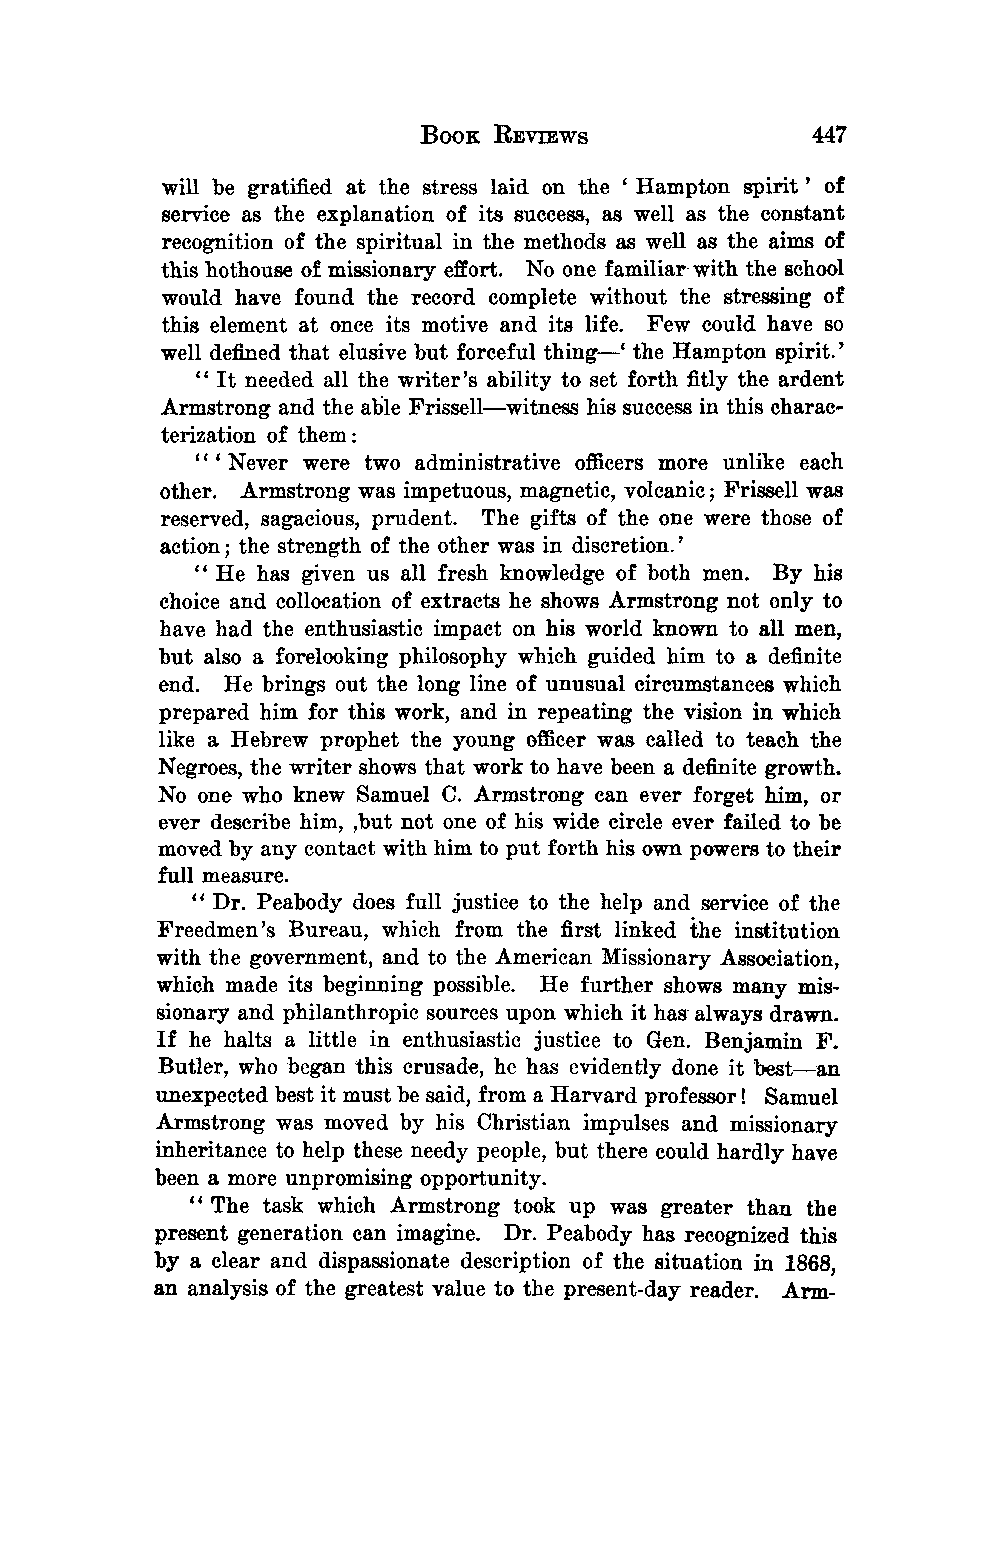 Book Reviews 447
will be gratified at the stress laid on the ‘ Hampton spirit ’ of
service as the explanation of its success, as well as the constant
recognition of the spiritual in the methods as well as the aims of
this hothouse of missionary effort. No one familiar with the school
would have found the record complete without the stressing of
this element at once its motive and its life. Few could have so
well defined that elusive but forceful thing—‘ the Hampton spirit.’
“ It needed all the writer’s ability to set forth fitly the ardent
Armstrong and the able Frissell—witness his success in this charac-
terization of them:
“ ‘ Never were two administrative officers more unlike each
other. Armstrong was impetuous, magnetic, volcanic; Frissell was
reserved, sagacious, prudent. The gifts of the one were those of
action; the strength of the other was in discretion.’
“ He has given us all fresh knowledge of both men. By his
choice and collocation of extracts he shows Armstrong not only to
have had the enthusiastic impact on his world known to all men,
but also a forelooking philosophy which guided him to a definite
end. He brings out the long line of unusual circumstances which
prepared him for this work, and in repeating the vision in which
like a Hebrew prophet the young officer was called to teach the
Negroes, the writer shows that work to have been a definite growth.
No one who knew Samuel C. Armstrong can ever forget him, or
ever describe him, ,but not one of his wide circle ever failed to be
moved by any contact with him to put forth his own powers to their
full measure.
“ Dr. Peabody does full justice to the help and service of the
Freedmen’s Bureau, which from the first linked the institution
with the government, and to the American Missionary Association,
which made its beginning possible. He further shows many mis-
sionary and philanthropic sources upon which it has always drawn.
If he halts a little in enthusiastic justice to Gen. Benjamin F.
Butler, who began this crusade, he has evidently done it best—an
unexpected best it must be said, from a Harvard professor! Samuel
Armstrong was moved by his Christian impulses and missionary
inheritance to help these needy people, but there could hardly have
been a more unpromising opportunity.
“ The task which Armstrong took up was greater than the
present generation can imagine. Dr. Peabody has recognized this
by a clear and dispassionate description of the situation in 1868,
an analysis of the greatest value to the present-day reader. Arm-